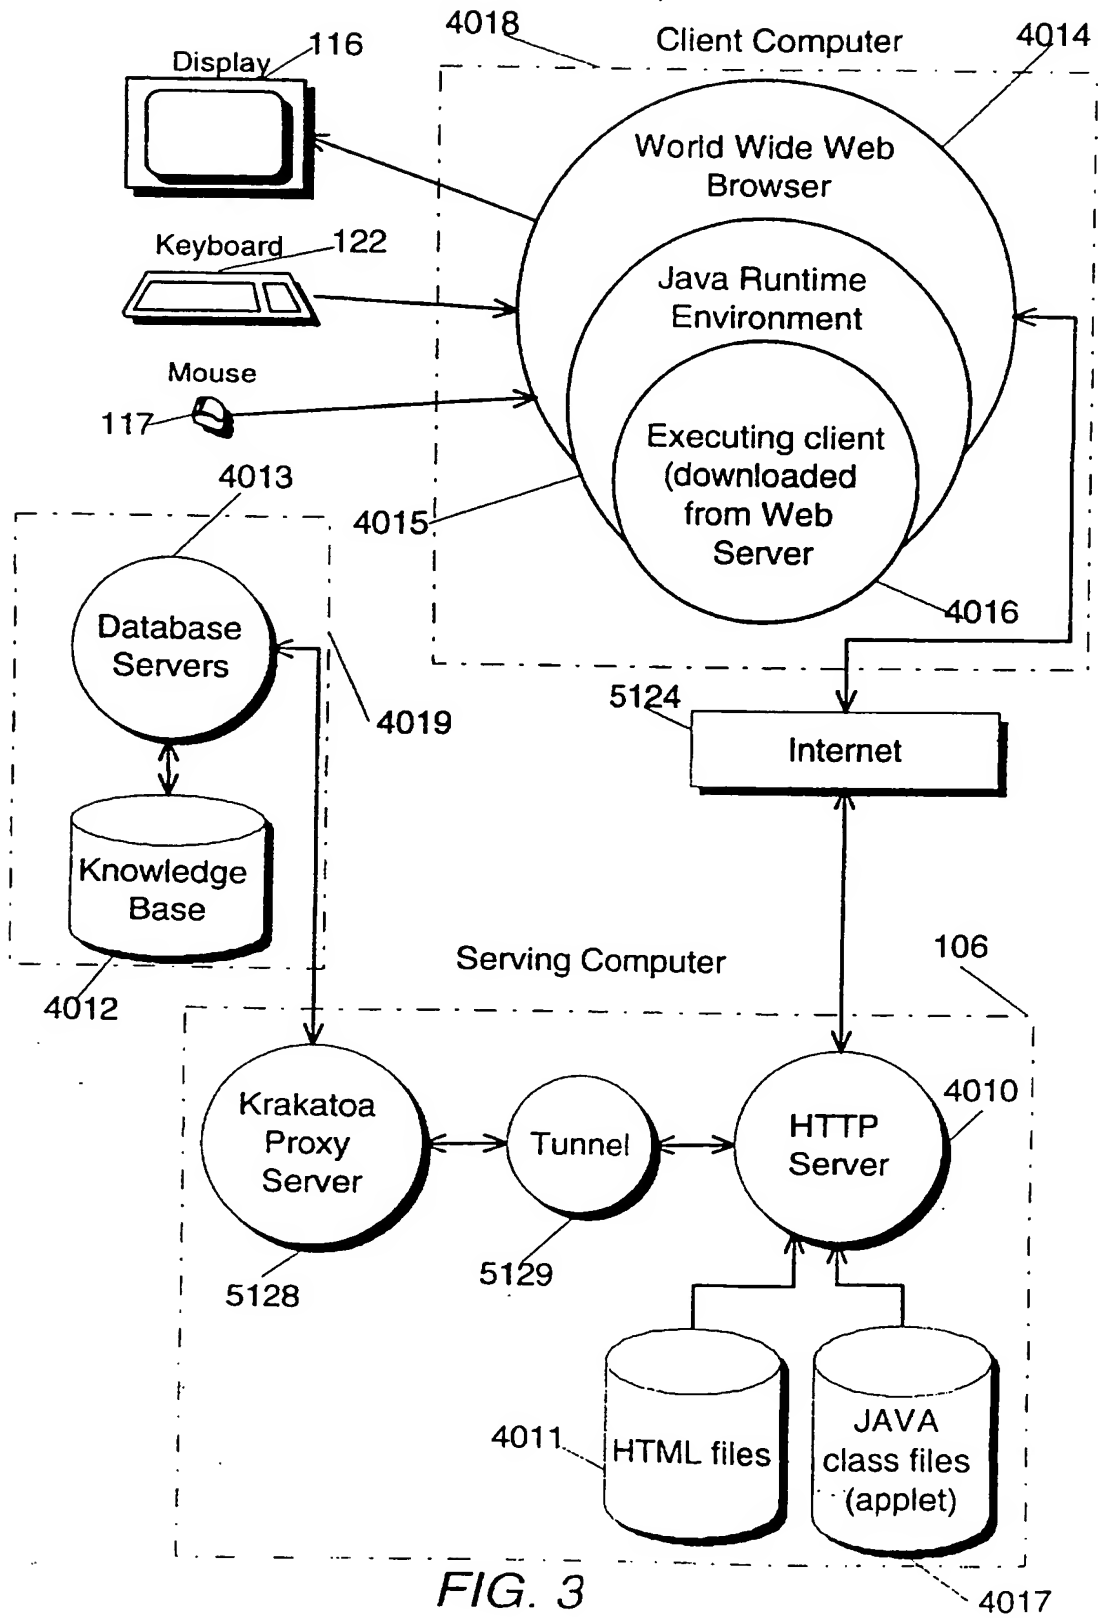 4018
Client Computer
4014
116
Display
World Wide Web
Browser
Keyboard
122
Java Runtime
Environment
Mouse
117
Executing client
(downloaded
from Web
Server
4013
4015
4016
Database
Servers
4019
5124
Internet
Knowledge
Base
4012
Serving Computer
106
Krakatoa
Proxy
Server
Tunnel
HTTP
Server
4010
5128
5129
4011
HTML files
JAVA
class files
(applet)
FIG. 3
4017